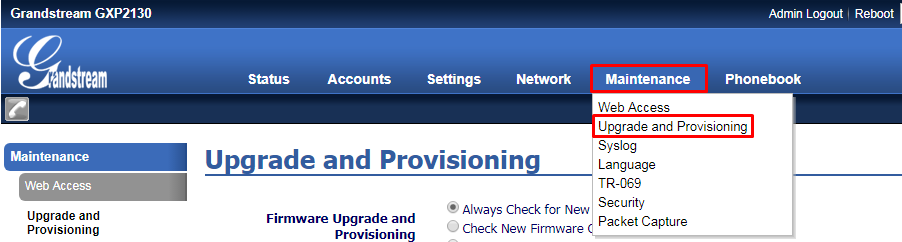 Grandstream GXP2130
Admin Logout | Reboot
Grandstream
Status Accounts Settings Network Maintenance Phonebook
Web Access
Upgrade and Provisioning
Syslog
Language
TR-069
Security
Packet Capture
Maintenance
Web Access
Upgrade and
Provisioning
Upgrade and Provisioning
Firmware Upgrade and
Provisioning
Always Check for New
Check New Firmware